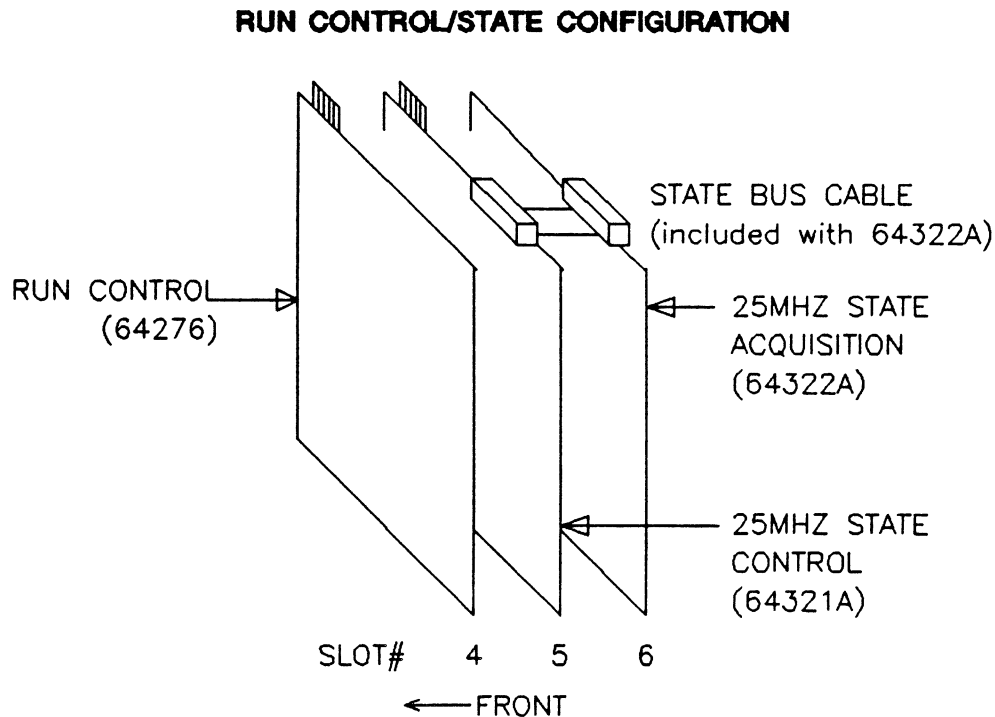 RUN CONTROL/STATE CONFIGURATION
STATE BUS CABLE
(included with 64322A)
RUN CONTROL
(64276)
25MHZ STATE
ACQUISITION
(64322A)
25MHZ STATE
CONTROL
(64321A)
SLOT# 4 5 6
FRONT